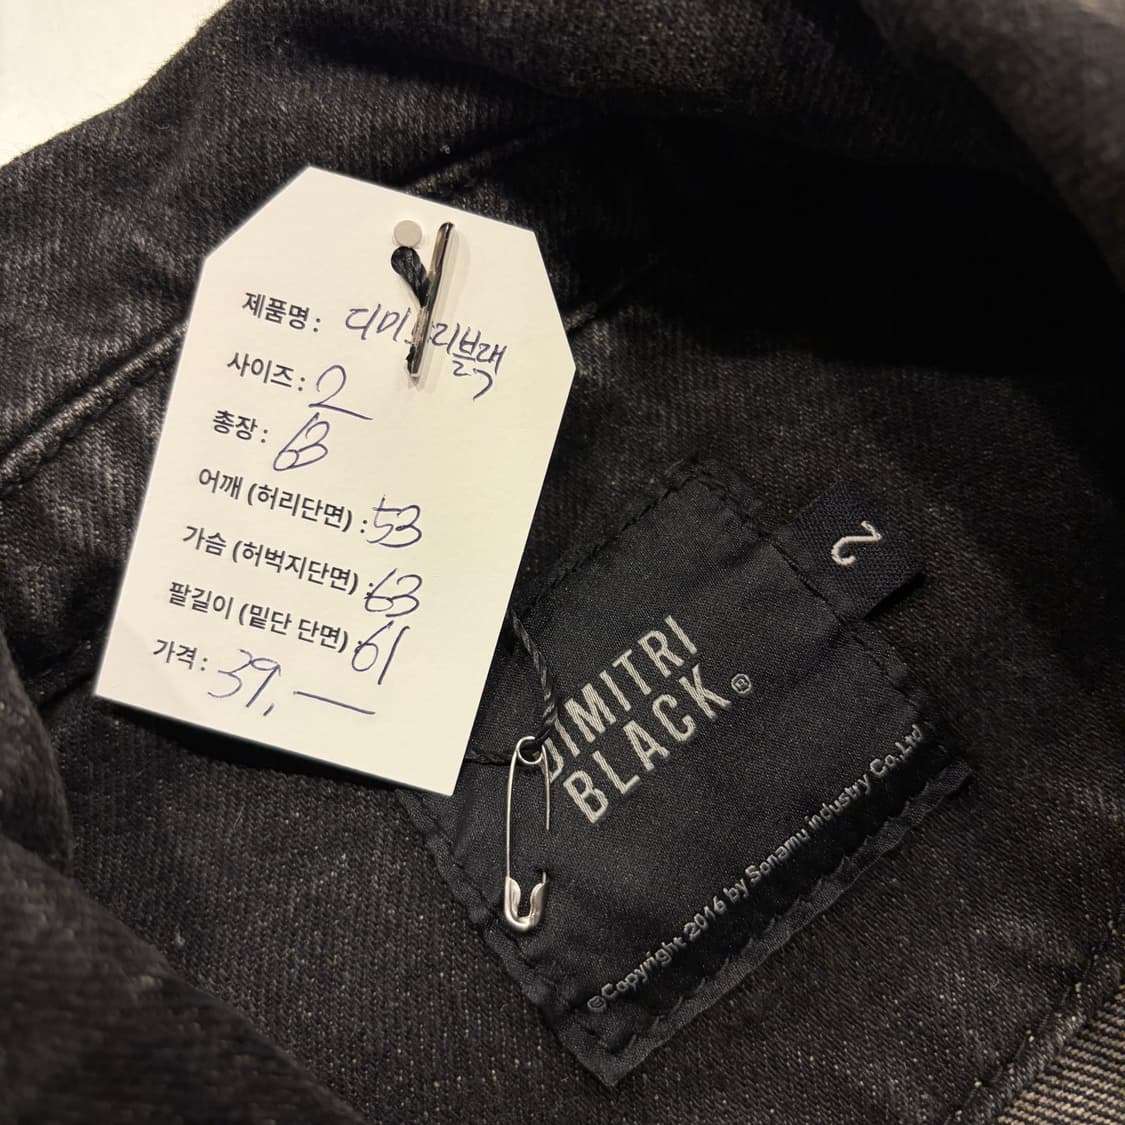 제품명: 디미트리블랙
사이즈: 2
총장: 63
어깨 (허리단면) : 53
가슴 (허벅지단면) : 63
팔길이 (밑단 단면) : 61
가격: 39,—
2
DIMITRI
BLACK®
©Copyright 2016 by Sonamu industry Co.,Ltd